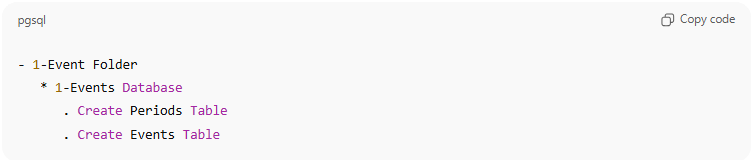 pgsql
Copy code
- 1-Event Folder
* 1-Events Database
. Create Periods Table
. Create Events Table